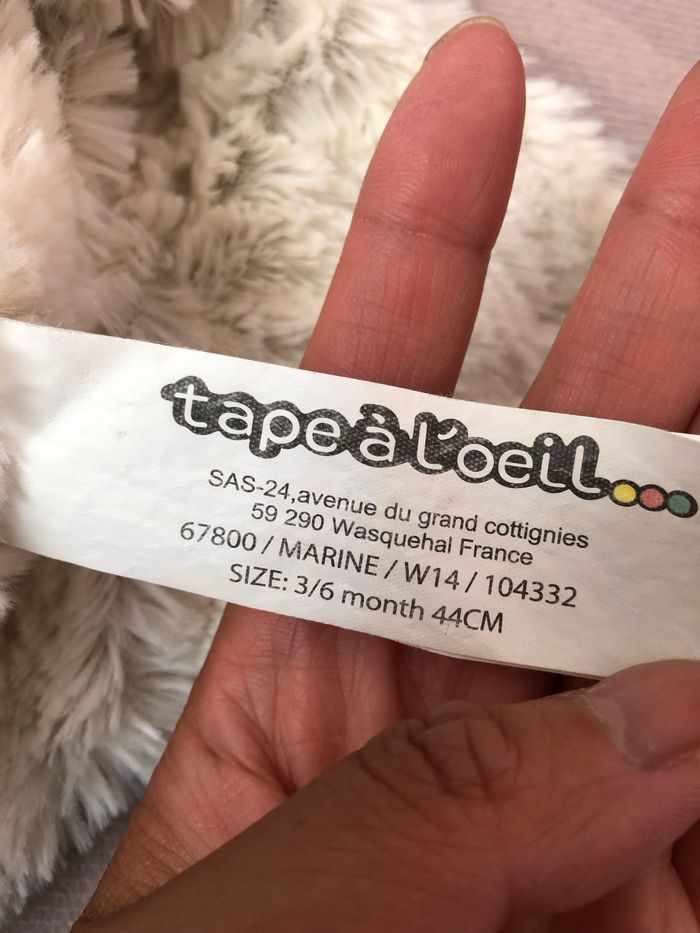 tape à l'oeil...
SAS-24,avenue du grand cottignies
59 290 Wasquehal France
67800 / MARINE / W14 / 104332
SIZE: 3/6 month 44CM